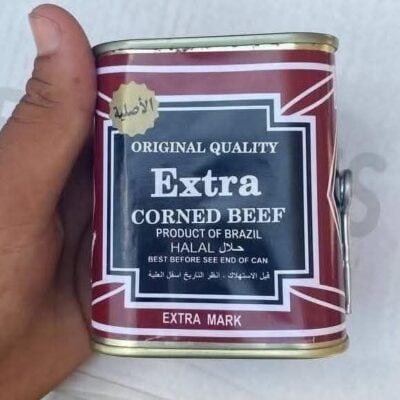 الأصلية
ORIGINAL QUALITY
Extra
CORNED BEEF
PRODUCT OF BRAZIL
HALAL حلال
BEST BEFORE SEE END OF CAN
قبل الاستهلاك ، انظر التاريخ اسفل العلبة
EXTRA MARK